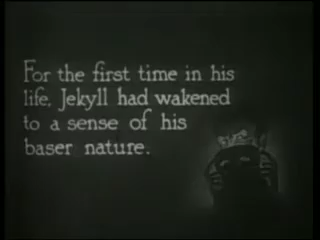 For the first time in his
life, Jekyll had wakened
to a sense of his
baser nature.